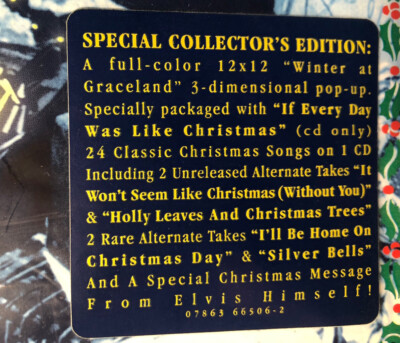 SPECIAL COLLECTOR'S EDITION:
A full-color 12x12 "Winter at
Graceland" 3-dimensional pop-up.
Specially packaged with "If Every Day
Was Like Christmas" (cd only)
24 Classic Christmas Songs on 1 CD
Including 2 Unreleased Alternate Takes "It
Won't Seem Like Christmas (Without You)"
& "Holly Leaves And Christmas Trees"
2 Rare Alternate Takes "I'll Be Home On
Christmas Day" & "Silver Bells"
And A Special Christmas Message
From Elvis Himself!
07863 66506-2